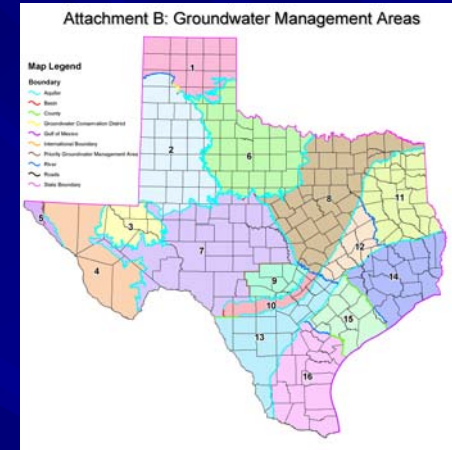 Attachment B: Groundwater Management Areas
Map Legend
Boundary
Aquifer
Basin
County
Groundwater Conservation District
Gulf of Mexico
International Boundary
Priority Groundwater Management Area
River
Roads
State Boundary
1
2
6
8
11
5
3
12
7
4
9
14
10
15
13
16